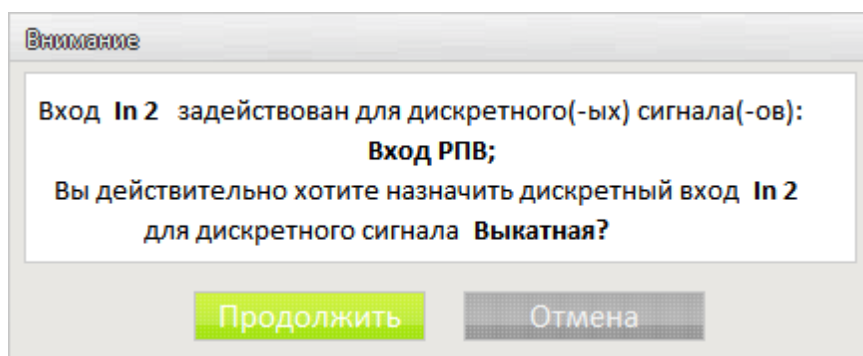 Внимание
Вход In 2 задействован для дискретного(-ых) сигнала(-ов):
Вход РПВ;
Вы действительно хотите назначить дискретный вход In 2
для дискретного сигнала Выкатная?
Продолжить Отмена